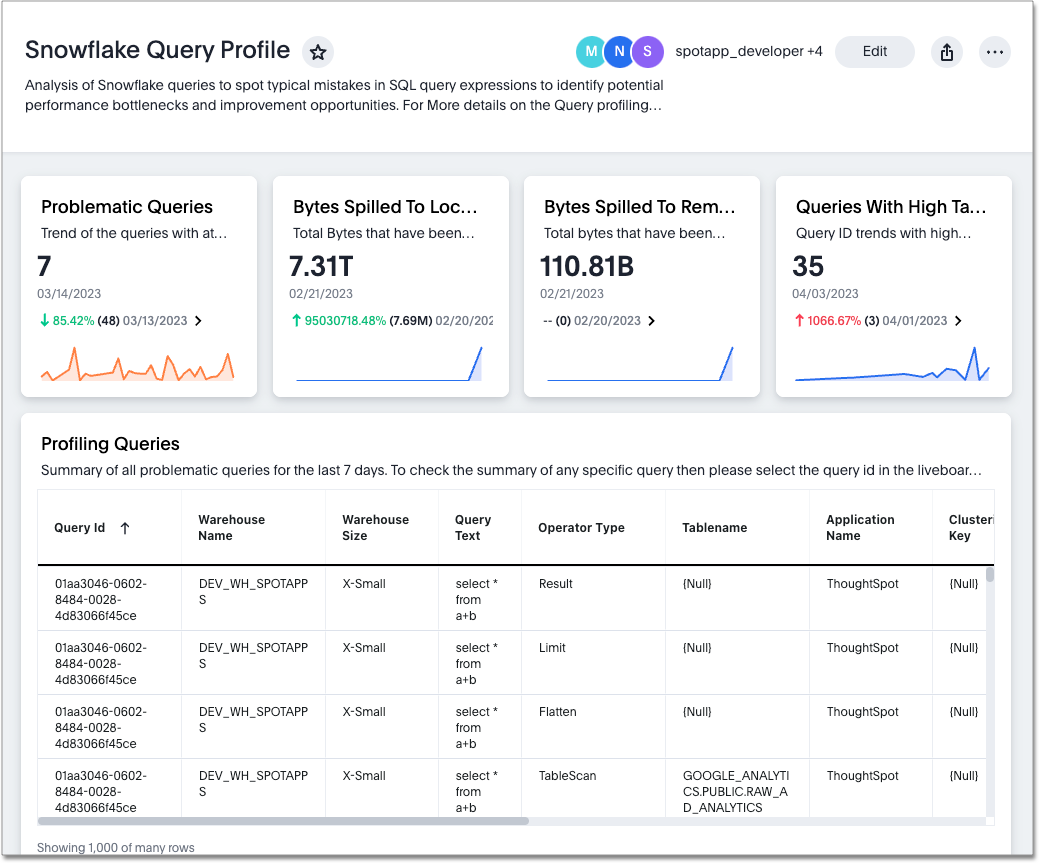 Snowflake Query Profile
M N S spotapp_developer +4 Edit
Analysis of Snowflake queries to spot typical mistakes in SQL query expressions to identify potential
performance bottlenecks and improvement opportunities. For More details on the Query profiling...
Problematic Queries
Trend of the queries with at...
7
03/14/2023
85.42% (48) 03/13/2023
Bytes Spilled To Loc...
Total Bytes that have been...
7.31T
02/21/2023
95030718.48% (7.69M) 02/20/202
Bytes Spilled To Rem...
Total bytes that have been...
110.81B
02/21/2023
-- (0) 02/20/2023
Queries With High Ta...
Query ID trends with high...
35
04/03/2023
1066.67% (3) 04/01/2023
Profiling Queries
Summary of all problematic queries for the last 7 days. To check the summary of any specific query then please select the query id in the liveboar...
Query Id
Warehouse
Name
Warehouse
Size
Query
Text
Operator Type
Tablename
Application
Name
Clusteri
Key
01aa3046-0602-
8484-0028-
4d83066f45ce
DEV_WH_SPOTAPP
S
X-Small
select *
from
a+b
Result
{Null}
ThoughtSpot
{Null}
01aa3046-0602-
8484-0028-
4d83066f45ce
DEV_WH_SPOTAPP
S
X-Small
select *
from
a+b
Limit
{Null}
ThoughtSpot
{Null}
01aa3046-0602-
8484-0028-
4d83066f45ce
DEV_WH_SPOTAPP
S
X-Small
select *
from
a+b
Flatten
{Null}
ThoughtSpot
{Null}
01aa3046-0602-
8484-0028-
4d83066f45ce
DEV_WH_SPOTAPP
S
X-Small
select *
from
a+b
TableScan
GOOGLE_ANALYTI
CS.PUBLIC.RAW_A
D_ANALYTICS
ThoughtSpot
{Null}
Showing 1,000 of many rows